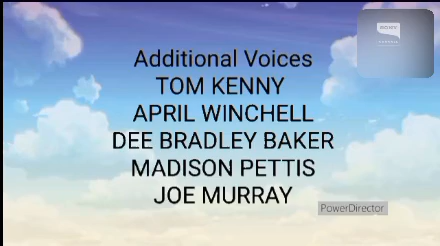 Additional Voices
TOM KENNY
APRIL WINCHELL
DEE BRADLEY BAKER
MADISON PETTIS
JOE MURRAY
PowerDirector